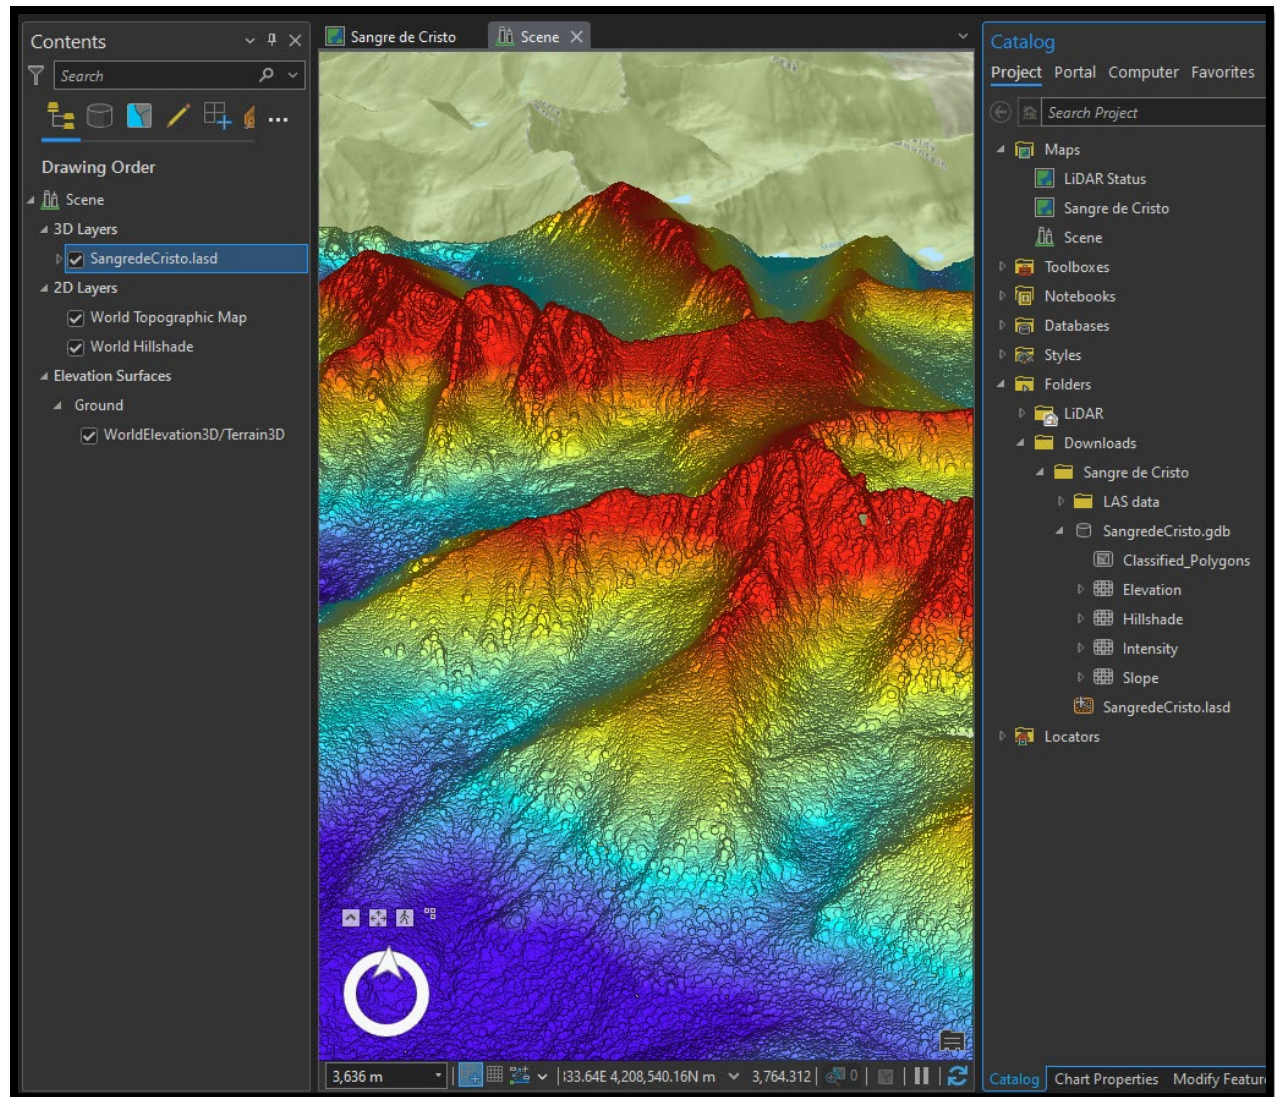 Contents
Search
Drawing Order
Scene
3D Layers
SangredeCristo.lasd
2D Layers
World Topographic Map
World Hillshade
Elevation Surfaces
Ground
WorldElevation3D/Terrain3D
Sangre de Cristo
Scene
3,636 m
33.64E 4,208,540.16N m
3,764.312
0
Catalog
Project Portal Computer Favorites
Search Project
Maps
LiDAR Status
Sangre de Cristo
Scene
Toolboxes
Notebooks
Databases
Styles
Folders
LiDAR
Downloads
Sangre de Cristo
LAS data
SangredeCristo.gdb
Classified_Polygons
Elevation
Hillshade
Intensity
Slope
SangredeCristo.lasd
Locators
Catalog Chart Properties Modify Featur